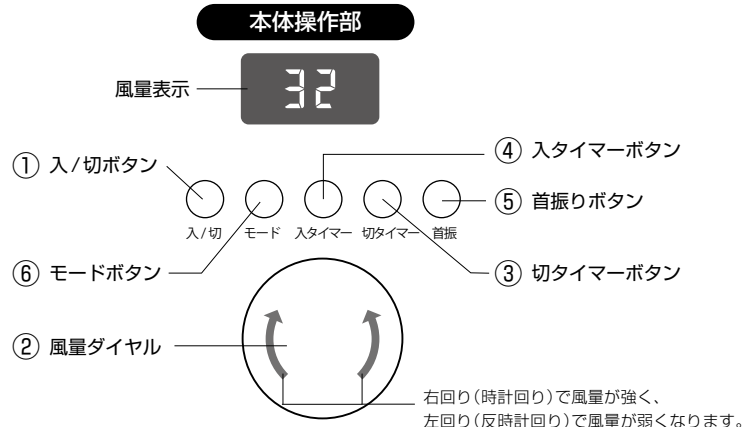 本体操作部
風量表示
32
① 入/切ボタン
④ 入タイマーボタン
⑤ 首振りボタン
入/切 モード 入タイマー 切タイマー 首振
⑥ モードボタン
③ 切タイマーボタン
② 風量ダイヤル
右回り(時計回り)で風量が強く、
左回り(反時計回り)で風量が弱くなります。